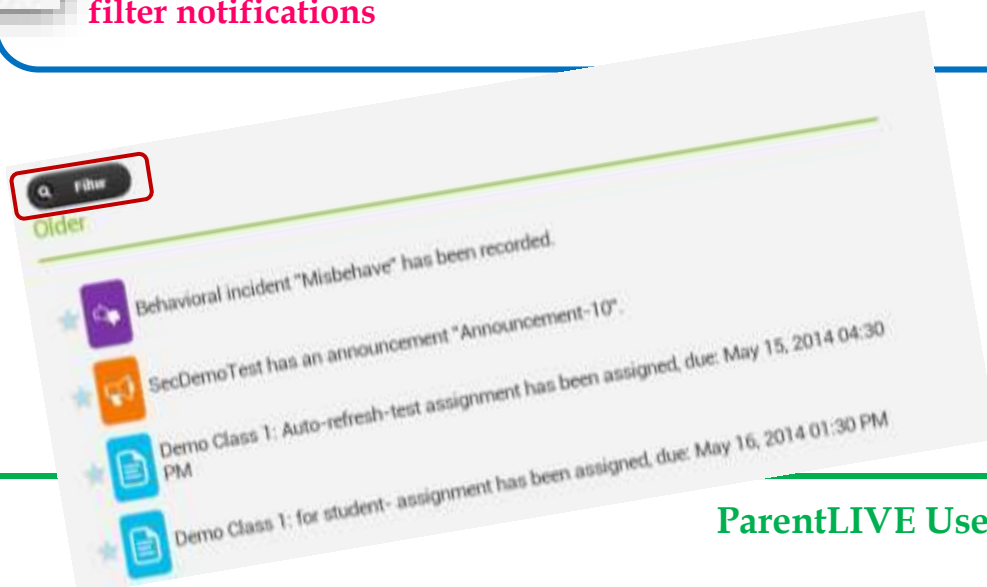 filter notifications
Filter
Older
Behavioral incident "Misbehave" has been recorded.
SecDemoTest has an announcement "Announcement-10".
Demo Class 1: Auto-refresh-test assignment has been assigned, due: May 15, 2014 04:30
PM
Demo Class 1: for student- assignment has been assigned, due: May 16, 2014 01:30 PM
ParentLIVE Use